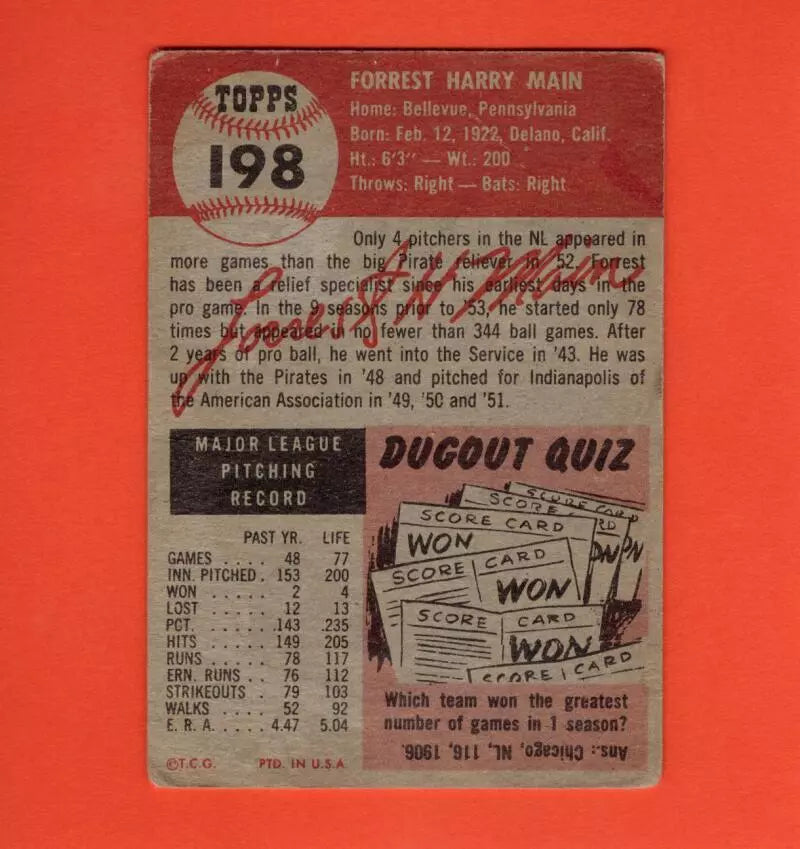 TOPPS
198
FORREST HARRY MAIN
Home: Bellevue, Pennsylvania
Born: Feb. 12, 1922, Delano, Calif.
Ht.: 6'3" — Wt.: 200
Throws: Right — Bats: Right
Only 4 pitchers in the NL appeared in
more games than the big Pirate reliever in '52. Forrest
has been a relief specialist since his earliest days in the
pro game. In the 9 seasons prior to '53, he started only 78
times but appeared in no fewer than 344 ball games. After
2 years of pro ball, he went into the Service in '43. He was
up with the Pirates in '48 and pitched for Indianapolis of
the American Association in '49, '50 and '51.
Forrest H Main
MAJOR LEAGUE
PITCHING
RECORD
PAST YR. LIFE
GAMES . . . . 48 77
INN. PITCHED . 153 200
WON . . . . . 2 4
LOST . . . . . 12 13
PCT. . . . . . .143 .235
HITS . . . . . 149 205
RUNS . . . . . 78 117
ERN. RUNS . . 76 112
STRIKEOUTS . . 79 103
WALKS . . . . 52 92
E. R. A. . . . . 4.47 5.04
©T.C.G. PTD. IN U.S.A
DUGOUT QUIZ
SCORE CARD
SCORE CARD
SCORE CARD
WON
SCORE CARD
WON
SCORE CARD
WON
SCORE CARD
Which team won the greatest
number of games in 1 season?
Ans.: Chicago, NL, 116, 1906.